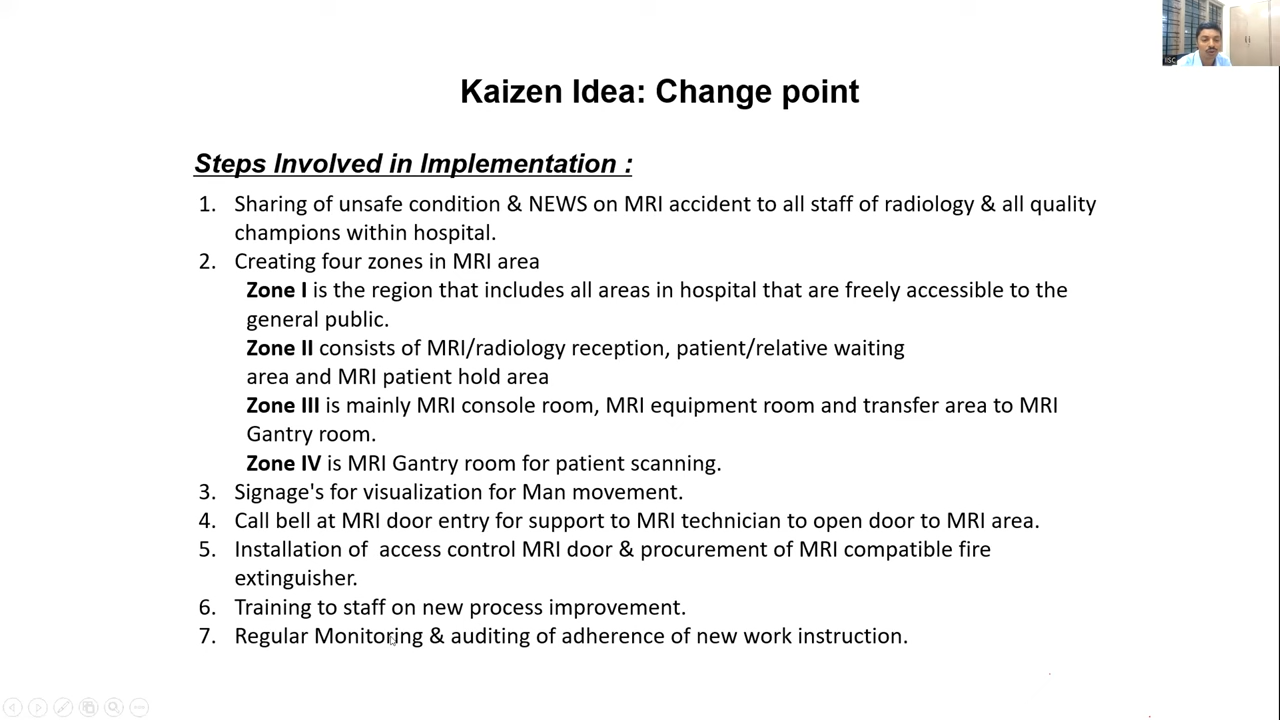 IISC
Kaizen Idea: Change point
Steps Involved in Implementation :
1. Sharing of unsafe condition & NEWS on MRI accident to all staff of radiology & all quality
champions within hospital.
2. Creating four zones in MRI area
Zone I is the region that includes all areas in hospital that are freely accessible to the
general public.
Zone II consists of MRI/radiology reception, patient/relative waiting
area and MRI patient hold area
Zone III is mainly MRI console room, MRI equipment room and transfer area to MRI
Gantry room.
Zone IV is MRI Gantry room for patient scanning.
3. Signage's for visualization for Man movement.
4. Call bell at MRI door entry for support to MRI technician to open door to MRI area.
5. Installation of access control MRI door & procurement of MRI compatible fire
extinguisher.
6. Training to staff on new process improvement.
7. Regular Monitoring & auditing of adherence of new work instruction.